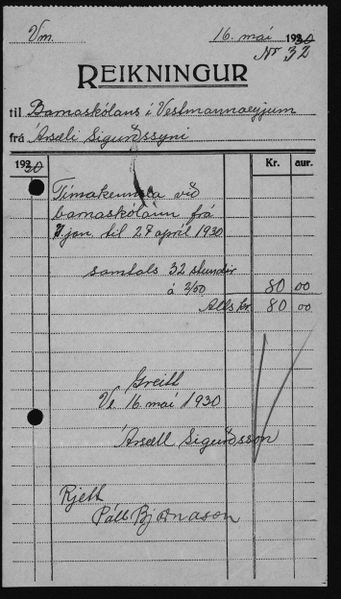 Vm. 16. maí 1930
Nr 32
REIKNINGUR
til Barnaskólans í Vestmannaeyjum
frá Ársæli Sigurðssyni
1930 Kr. aur.
Tímakennsla við
barnaskólann frá
7. jan. til 27 apríl 1930
samtals 32 stundir
á 2/50 80 00
Alls kr 80 00
Greitt
Ve 16 maí 1930
Ársæll Sigurðsson
Rjett
Páll Bjarnason